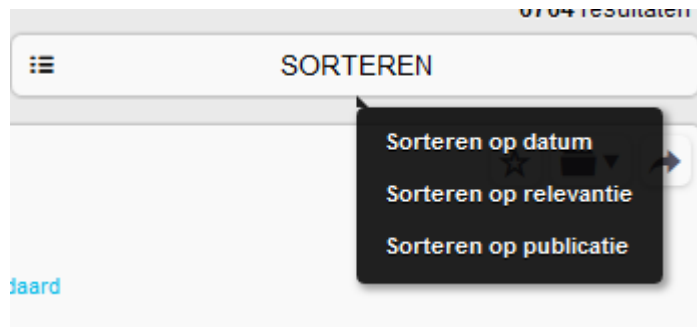 resultaten
SORTEREN
Sorteren op datum
Sorteren op relevantie
Sorteren op publicatie
daard